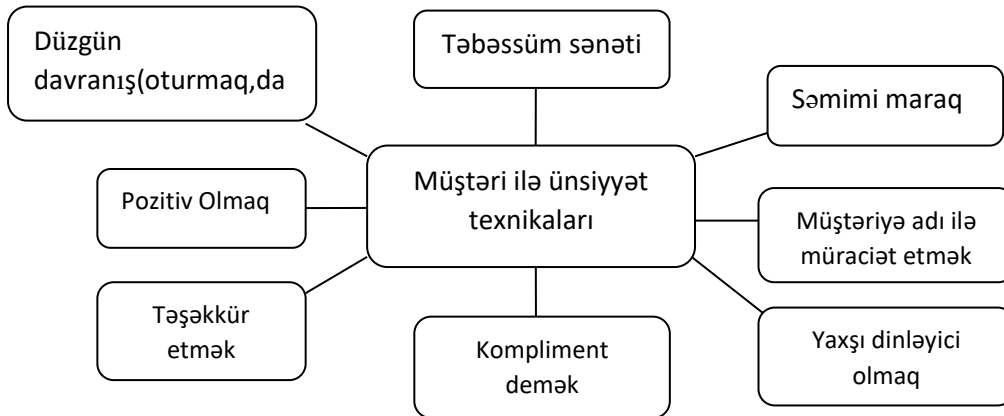 Düzgün
davranış(oturmaq,da
Təbəssüm sənəti
Səmimi maraq
Müştəri ilə ünsiyyət
texnikaları
Pozitiv Olmaq
Müştəriyə adı ilə
müraciət etmək
Təşəkkür
etmək
Kompliment
demək
Yaxşı dinləyici
olmaq